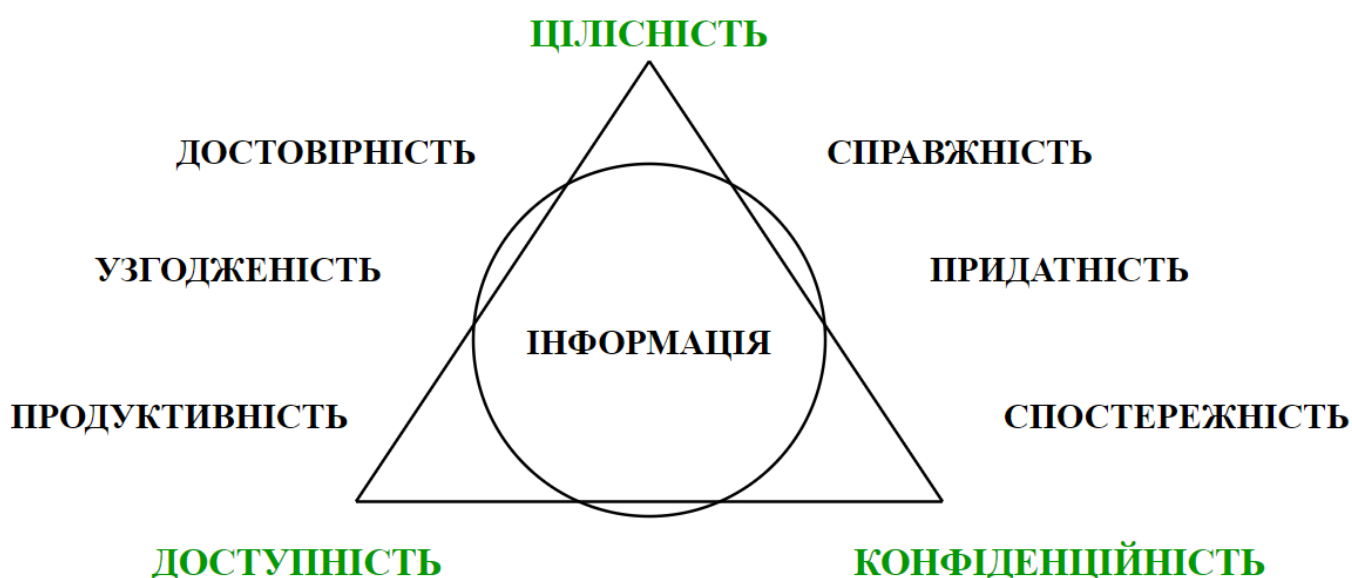 ЦІЛІСНІСТЬ
ДОСТОВІРНІСТЬ
СПРАВЖНІСТЬ
УЗГОДЖЕНІСТЬ
ПРИДАТНІСТЬ
ІНФОРМАЦІЯ
ПРОДУКТИВНІСТЬ
СПОСТЕРЕЖНІСТЬ
ДОСТУПНІСТЬ
КОНФІДЕНЦІЙНІСТЬ